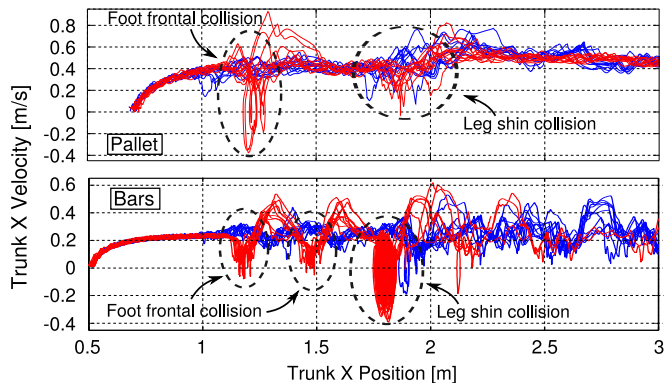 Trunk X Velocity [m/s]
0.8
Foot frontal collision
0.6
0.4
0.2
0
-0.2
Leg shin collision
Pallet
-0.4
0.6
Bars
0.4
0.2
0
-0.2
Foot frontal collision
Leg shin collision
-0.4
0.5
1
1.5
2
2.5
3
Trunk X Position [m]